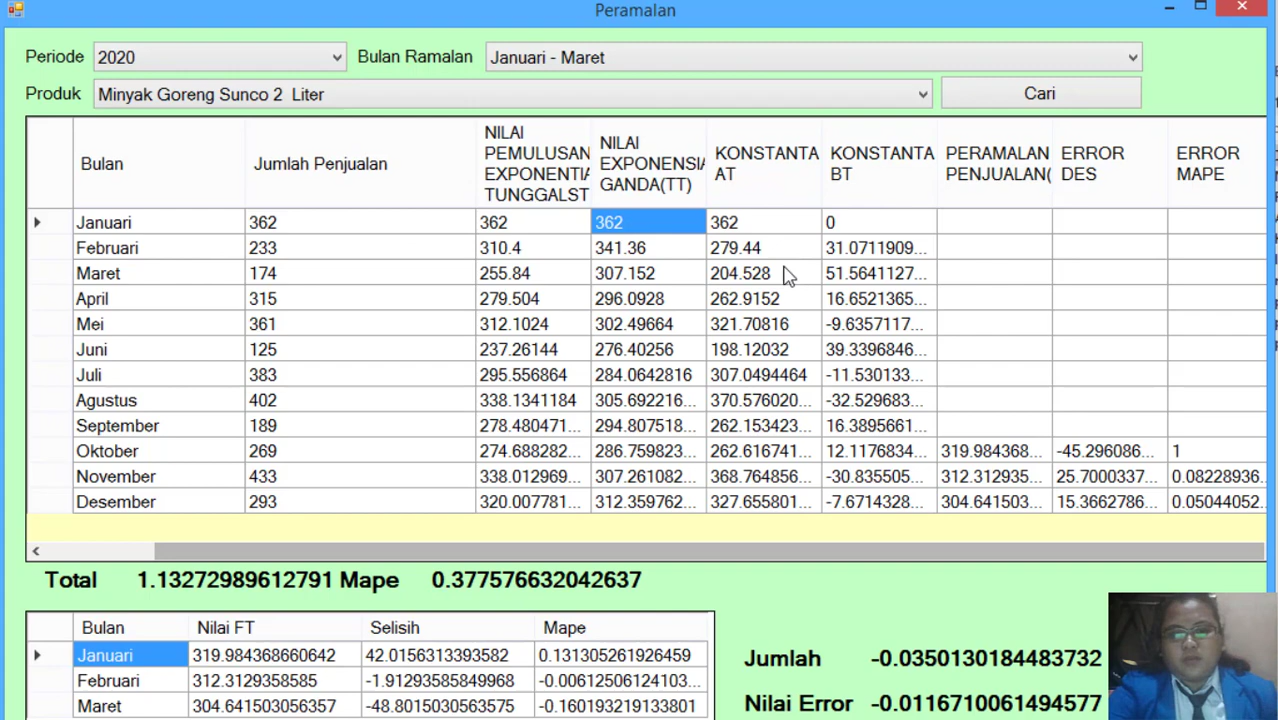 Peramalan
Periode 2020 Bulan Ramalan Januari - Maret
Produk Minyak Goreng Sunco 2 Liter Cari
Bulan Jumlah Penjualan NILAI PEMULUSAN EXPONENTIA TUNGGALST NILAI EXPONENSIA GANDA(TT) KONSTANTA AT KONSTANTA BT PERAMALAN PENJUALAN( ERROR DES ERROR MAPE
Januari 362 362 362 362 0
Februari 233 310.4 341.36 279.44 31.0711909...
Maret 174 255.84 307.152 204.528 51.5641127...
April 315 279.504 296.0928 262.9152 16.6521365...
Mei 361 312.1024 302.49664 321.70816 -9.6357117...
Juni 125 237.26144 276.40256 198.12032 39.3396846...
Juli 383 295.556864 284.0642816 307.0494464 -11.530133...
Agustus 402 338.1341184 305.692216... 370.576020... -32.529683...
September 189 278.480471... 294.807518... 262.153423... 16.3895661...
Oktober 269 274.688282... 286.759823... 262.616741... 12.1176834... 319.984368... -45.296086... 1
November 433 338.012969... 307.261082... 368.764856... -30.835505... 312.312935... 25.7000337... 0.08228936...
Desember 293 320.007781... 312.359762... 327.655801... -7.6714328... 304.641503... 15.3662786... 0.05044052...
Total 1.13272989612791 Mape 0.377576632042637
Bulan Nilai FT Selisih Mape
Januari 319.984368660642 42.0156313393582 0.131305261926459
Februari 312.3129358585 -1.91293585849968 -0.00612506124103...
Maret 304.641503056357 -48.8015030563575 -0.160193219133801
Jumlah -0.0350130184483732
Nilai Error -0.0116710061494577